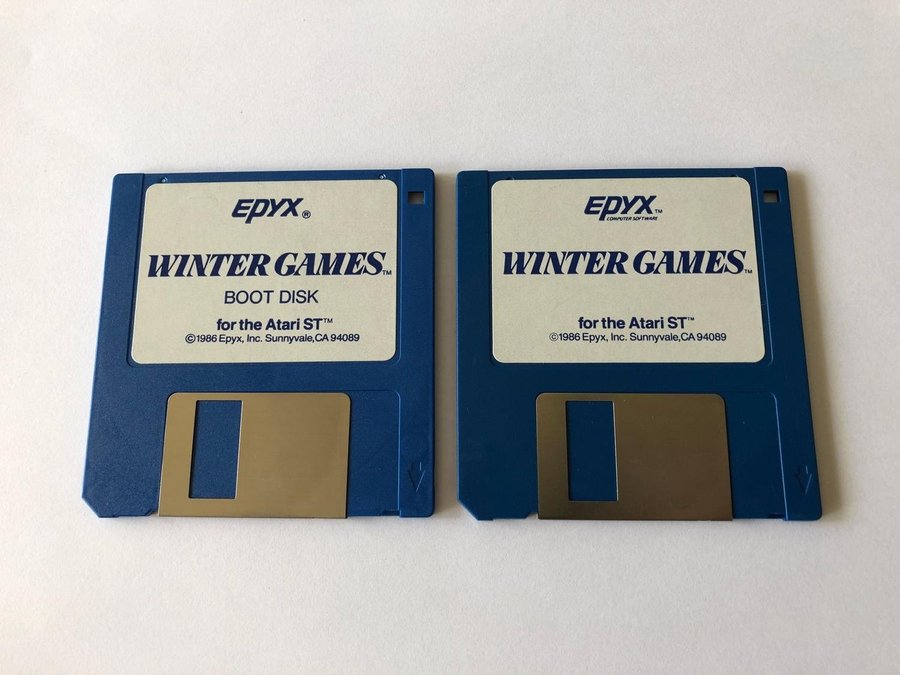 EPYX®
WINTER GAMES™
BOOT DISK
for the Atari ST™
©1986 Epyx, Inc. Sunnyvale, CA 94089
EPYX™
COMPUTER SOFTWARE
WINTER GAMES™
for the Atari ST™
©1986 Epyx, Inc. Sunnyvale, CA 94089